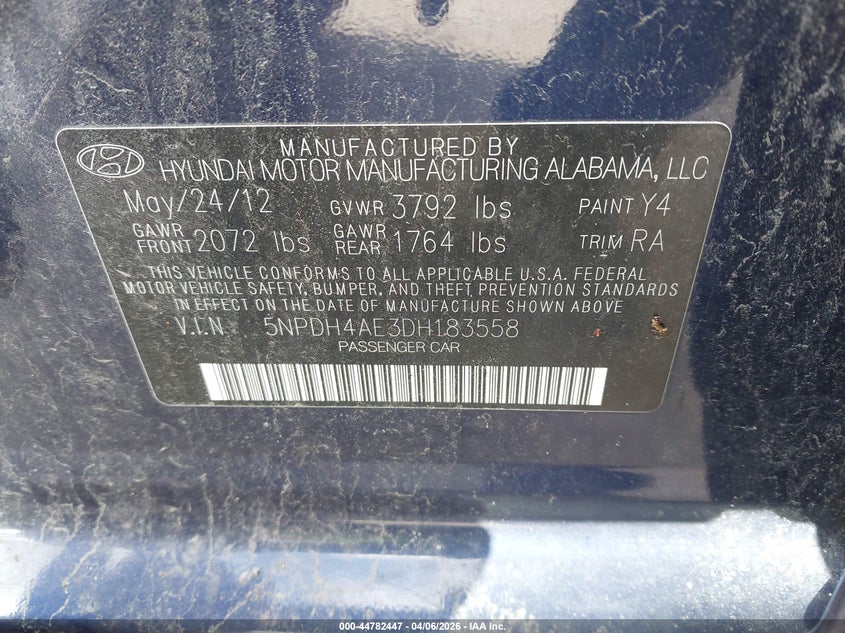 MANUFACTURED BY
HYUNDAI MOTOR MANUFACTURING ALABAMA, LLC
May/24/12 GVWR 3792 lbs PAINT Y4
GAWR FRONT 2072 lbs GAWR REAR 1764 lbs TRIM RA
THIS VEHICLE CONFORMS TO ALL APPLICABLE U.S.A. FEDERAL
MOTOR VEHICLE SAFETY, BUMPER, AND THEFT PREVENTION STANDARDS
IN EFFECT ON THE DATE OF MANUFACTURE SHOWN ABOVE
V.I.N 5NPDH4AE3DH183558
PASSENGER CAR
000-44782447 - 04/06/2026 - IAA Inc.